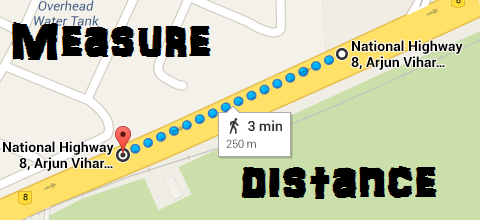 Overhead
Water Tank
8
MEASURE
National Highway
8, Arjun Vihar...
3 min
250 m
National Highway
8, Arjun Vihar...
DISTANCE
8